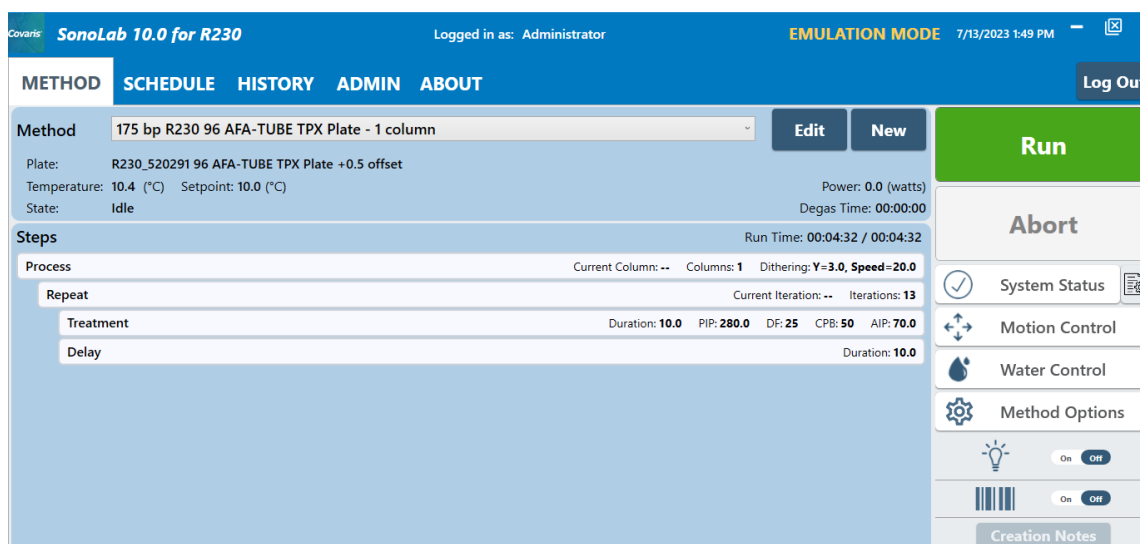 Covaris SonoLab 10.0 for R230 Logged in as: Administrator EMULATION MODE 7/13/2023 1:49 PM
METHOD SCHEDULE HISTORY ADMIN ABOUT Log Ou
Method 175 bp R230 96 AFA-TUBE TPX Plate - 1 column Edit New
Run
Plate: R230_520291 96 AFA-TUBE TPX Plate +0.5 offset
Temperature: 10.4 (°C) Setpoint: 10.0 (°C) Power: 0.0 (watts)
State: Idle Degas Time: 00:00:00
Abort
Steps Run Time: 00:04:32 / 00:04:32
Process Current Column: -- Columns: 1 Dithering: Y=3.0, Speed=20.0
System Status
Repeat Current Iteration: -- Iterations: 13
Treatment Duration: 10.0 PIP: 280.0 DF: 25 CPB: 50 AIP: 70.0
Motion Control
Delay Duration: 10.0
Water Control
Method Options
On Off
On Off
Creation Notes